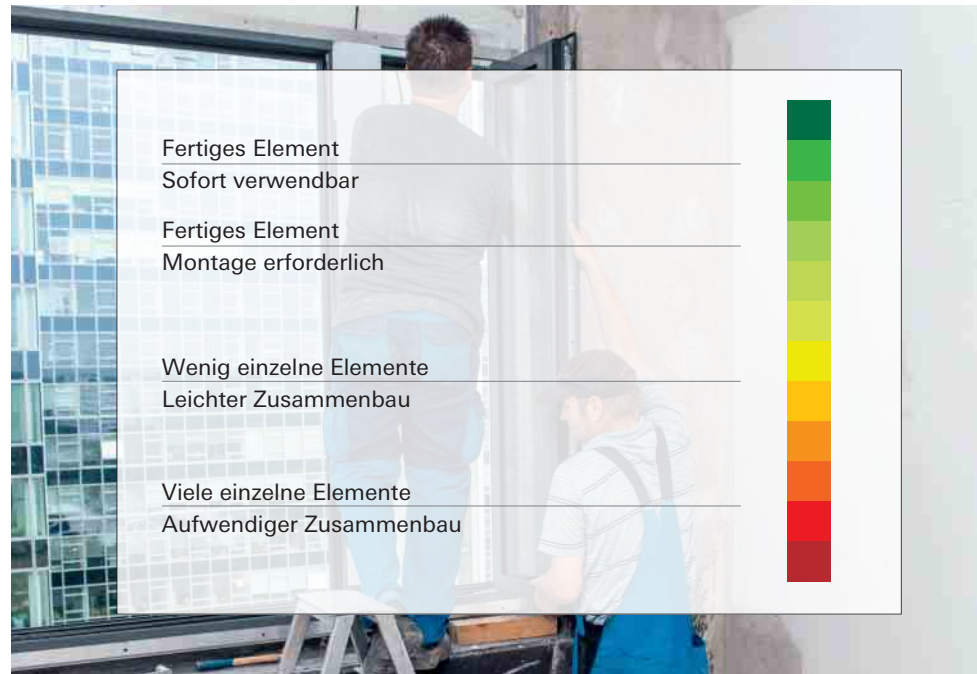 Fertiges Element
Sofort verwendbar
Fertiges Element
Montage erforderlich
Wenig einzelne Elemente
Leichter Zusammenbau
Viele einzelne Elemente
Aufwendiger Zusammenbau